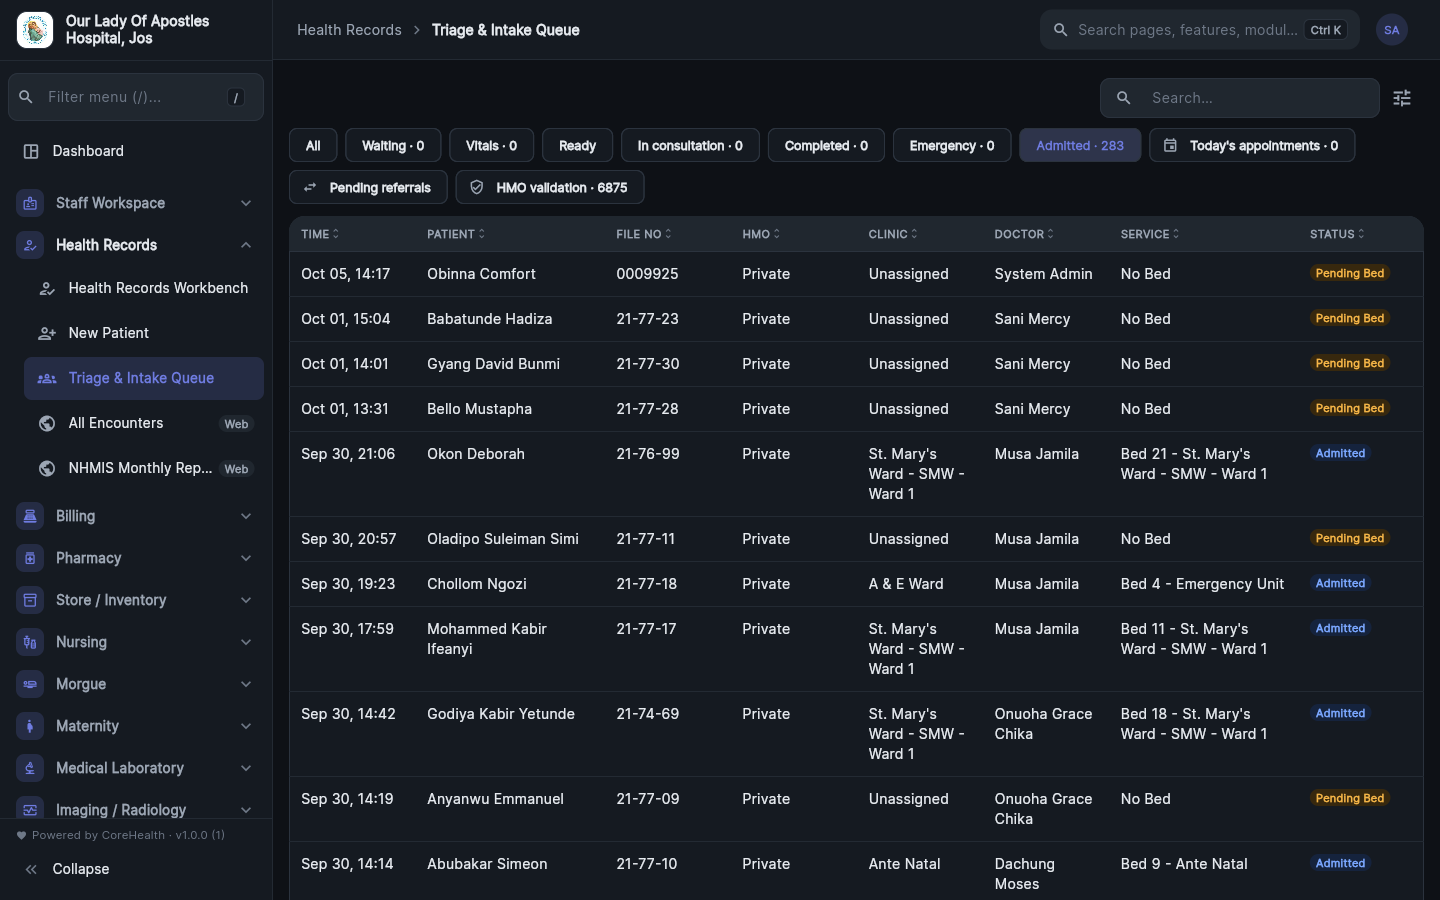 Our Lady Of Apostles
Hospital, Jos
Filter menu (/)...
/
Dashboard
Staff Workspace
Health Records
Health Records Workbench
New Patient
Triage & Intake Queue
All Encounters
Web
NHMIS Monthly Rep...
Web
Billing
Pharmacy
Store / Inventory
Nursing
Morgue
Maternity
Medical Laboratory
Imaging / Radiology
Powered by CoreHealth · v1.0.0 (1)
Collapse
Health Records > Triage & Intake Queue
Search pages, features, modul... Ctrl K
SA
Search...
All
Waiting · 0
Vitals · 0
Ready
In consultation · 0
Completed · 0
Emergency · 0
Admitted · 283
Today's appointments · 0
Pending referrals
HMO validation · 6875
TIME PATIENT FILE NO HMO CLINIC DOCTOR SERVICE STATUS
Oct 05, 14:17 Obinna Comfort 0009925 Private Unassigned System Admin No Bed Pending Bed
Oct 01, 15:04 Babatunde Hadiza 21-77-23 Private Unassigned Sani Mercy No Bed Pending Bed
Oct 01, 14:01 Gyang David Bunmi 21-77-30 Private Unassigned Sani Mercy No Bed Pending Bed
Oct 01, 13:31 Bello Mustapha 21-77-28 Private Unassigned Sani Mercy No Bed Pending Bed
Sep 30, 21:06 Okon Deborah 21-76-99 Private St. Mary's Musa Jamila Bed 21 - St. Mary's Admitted
Ward - SMW - Ward - SMW - Ward 1
Ward 1
Sep 30, 20:57 Oladipo Suleiman Simi 21-77-11 Private Unassigned Musa Jamila No Bed Pending Bed
Sep 30, 19:23 Chollom Ngozi 21-77-18 Private A & E Ward Musa Jamila Bed 4 - Emergency Unit Admitted
Sep 30, 17:59 Mohammed Kabir 21-77-17 Private St. Mary's Musa Jamila Bed 11 - St. Mary's Admitted
Ifeanyi Ward - SMW - Ward - SMW - Ward 1
Ward 1
Sep 30, 14:42 Godiya Kabir Yetunde 21-74-69 Private St. Mary's Onuoha Grace Bed 18 - St. Mary's Admitted
Ward - SMW - Chika Ward - SMW - Ward 1
Ward 1
Sep 30, 14:19 Anyanwu Emmanuel 21-77-09 Private Unassigned Onuoha Grace No Bed Pending Bed
Chika
Sep 30, 14:14 Abubakar Simeon 21-77-10 Private Ante Natal Dachung Bed 9 - Ante Natal Admitted
Moses